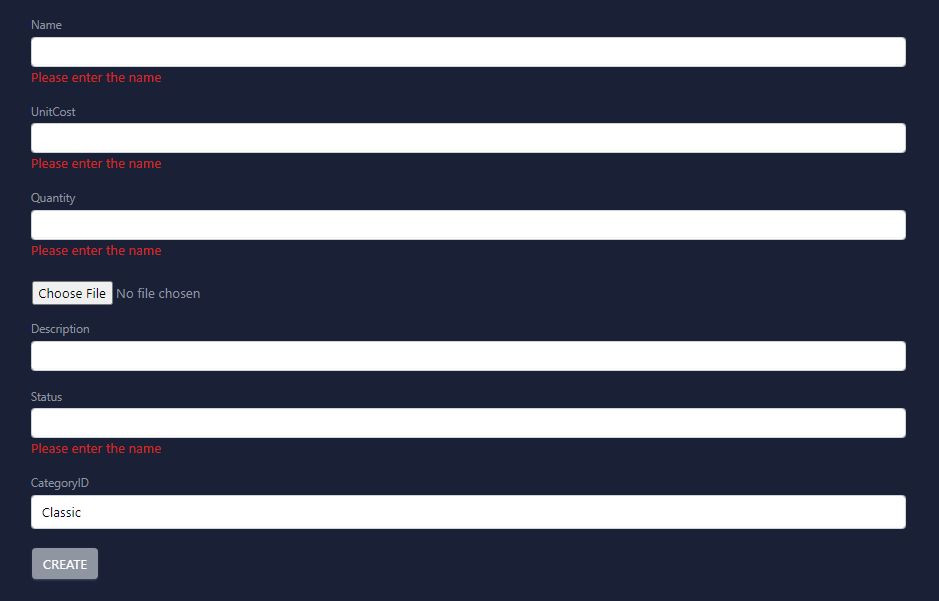 Name
Please enter the name
UnitCost
Please enter the name
Quantity
Please enter the name
Choose File No file chosen
Description
Status
Please enter the name
CategoryID
Classic
CREATE